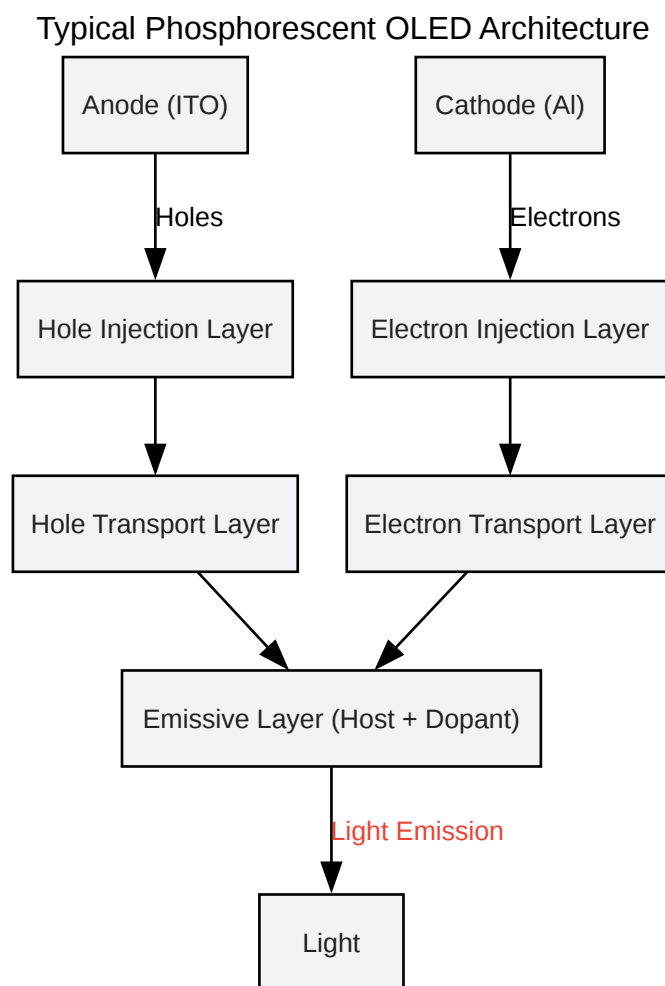 Typical Phosphorescent OLED Architecture
Anode (ITO)
Cathode (Al)
Holes
Electrons
Hole Injection Layer
Electron Injection Layer
Hole Transport Layer
Electron Transport Layer
Emissive Layer (Host + Dopant)
Light Emission
Light